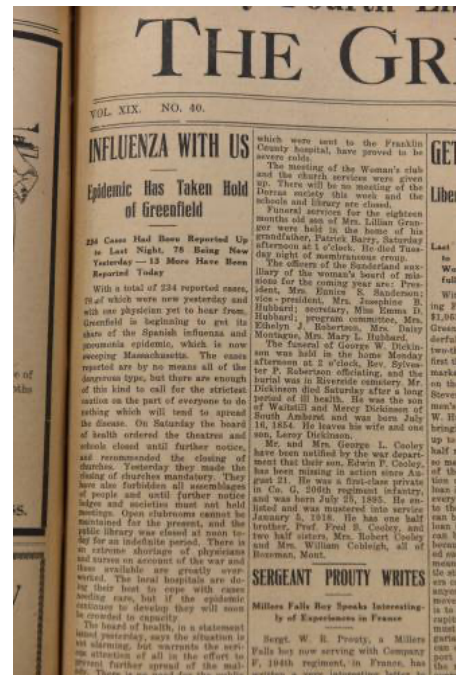 Fourth Li
THE GR
VOL. XIX. NO. 40.
INFLUENZA WITH US
Epidemic Has Taken Hold
of Greenfield
234 Cases Had Been Reported Up
to Last Night, 78 Being New
Yesterday — 13 More Have Been
Reported Today
With a total of 234 reported cases,
78 of which were new yesterday and
with one physician yet to hear from,
Greenfield is beginning to get its
share of the Spanish influenza and
pneumonia epidemic, which is now
sweeping Massachusetts. The cases
reported are by no means all of the
dangerous type, but there are enough
of this kind to call for the strictest
caution on the part of everyone to do
nothing which will tend to spread
the disease. On Saturday the board
of health ordered the theatres and
schools closed until further notice,
and recommended the closing of
churches. Yesterday they made the
closing of churches mandatory. They
have also forbidden all assemblages
of people and until further notice
lodges and societies must not hold
meetings. Open clubrooms cannot be
maintained for the present, and the
public library was closed at noon to-
day for an indefinite period. There is
an extreme shortage of physicians
and nurses on account of the war and
those available are greatly over-
worked. The local hospitals are do-
ing their best to cope with cases
needing care, but if the epidemic
continues to develop they will soon
be crowded to capacity.
The board of health, in a statement
issued yesterday, says the situation is
not alarming, but warrants the seri-
ous attention of all in the effort to
prevent further spread of the mal-
which were sent to the Franklin
County hospital, have proved to be
severe colds.
The meeting of the Woman's club
and the church services were given
up. There will be no meeting of the
Dorcas society this week and the
schools and library are closed.
Funeral services for the eighteen
months old son of Mrs. Lillian Gran-
ger were held in the home of his
grandfather, Patrick Barry, Saturday
afternoon at 1 o'clock. He died Tues-
day night of membraneous croup.
The officers of the Sunderland aux-
iliary of the woman's board of mis-
sions for the coming year are: Pres-
ident, Mrs. Eunice S. Sanderson;
vice-president, Mrs. Josephine B.
Hubbard; secretary, Miss Emma D.
Hubbard; program committee, Mrs.
Ethelyn J. Robertson, Mrs. Daisy
Montague, Mrs. Mary L. Hubbard.
The funeral of George W. Dickin-
son was held in the home Monday
afternoon at 2 o'clock, Rev. Sylves-
ter P. Robertson officiating, and the
burial was in Riverside cemetery. Mr.
Dickinson died Saturday after a long
period of ill health. He was the son
of Waitstill and Mercy Dickinson of
South Amherst and was born July
16, 1854. He leaves his wife and one
son, Leroy Dickinson.
Mr. and Mrs. George L. Cooley
have been notified by the war depart-
ment that their son, Edwin F. Cooley,
has been missing in action since Au-
gust 21. He was a first-class private
in Co. G, 206th regiment infantry,
and was born July 25, 1895. He en-
listed and was mustered into service
January 5, 1918. He has one half
brother, Prof. Fred S. Cooley, and
two half sisters, Mrs. Robert Cooley
and Mrs. William Cobleigh, all of
Bozeman, Mont.
SERGEANT PROUTY WRITES
Millers Falls Boy Speaks Interesting-
ly of Experiences in France
Sergt. W. R. Prouty, a Millers
Falls boy now serving with Company
F, 104th regiment, in France, has
GET
Liber
Last